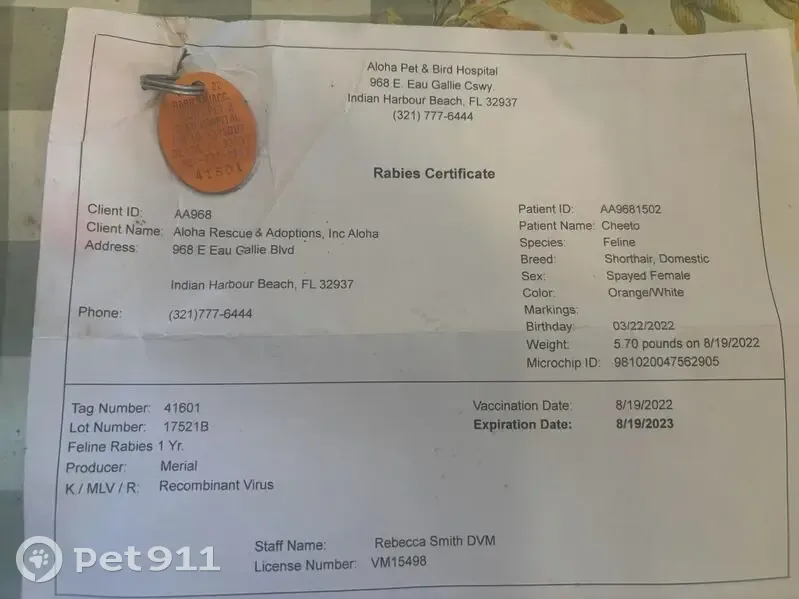 Aloha Pet & Bird Hospital
968 E. Eau Gallie Cswy.
Indian Harbour Beach, FL 32937
(321) 777-6444
Rabies Certificate
41601
Client ID: AA968
Client Name: Aloha Rescue & Adoptions, Inc Aloha
Address: 968 E Eau Gallie Blvd
Indian Harbour Beach, FL 32937
Phone: (321)777-6444
Patient ID: AA9681502
Patient Name: Cheeto
Species: Feline
Breed: Shorthair, Domestic
Sex: Spayed Female
Color: Orange/White
Markings:
Birthday: 03/22/2022
Weight: 5.70 pounds on 8/19/2022
Microchip ID: 981020047562905
Tag Number: 41601
Lot Number: 17521B
Feline Rabies 1 Yr.
Producer: Merial
K / MLV / R: Recombinant Virus
Vaccination Date: 8/19/2022
Expiration Date: 8/19/2023
Staff Name: Rebecca Smith DVM
License Number: VM15498
pet911